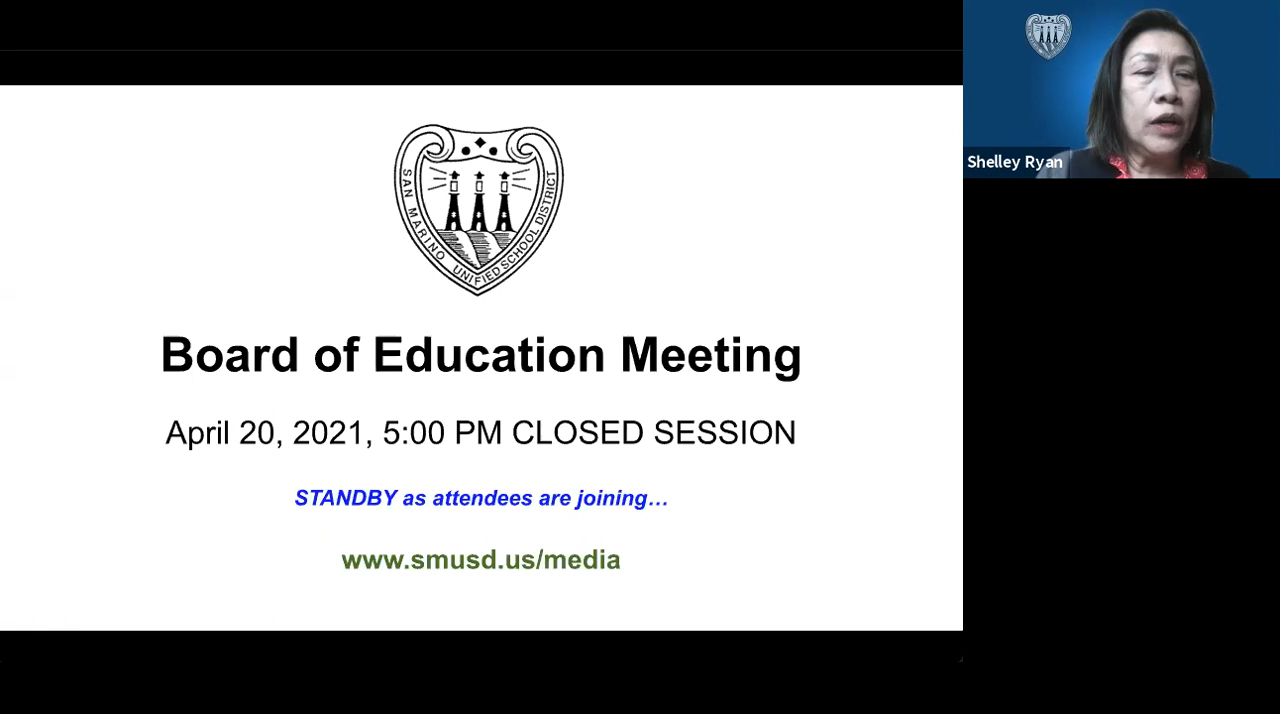 SAN MARINO UNIFIED SCHOOL DISTRICT
Board of Education Meeting
April 20, 2021, 5:00 PM CLOSED SESSION
STANDBY as attendees are joining…
www.smusd.us/media
Shelley Ryan